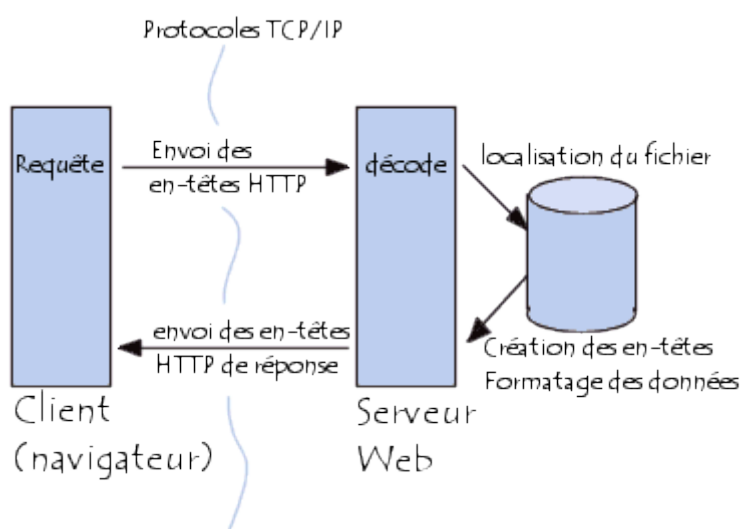 Protocoles TCP/IP
Requête
Envoi des
en-têtes HTTP
décode
localisation du fichier
envoi des en-têtes
HTTP de réponse
Création des en-têtes
Formatage des données
Client
(navigateur)
Serveur
Web